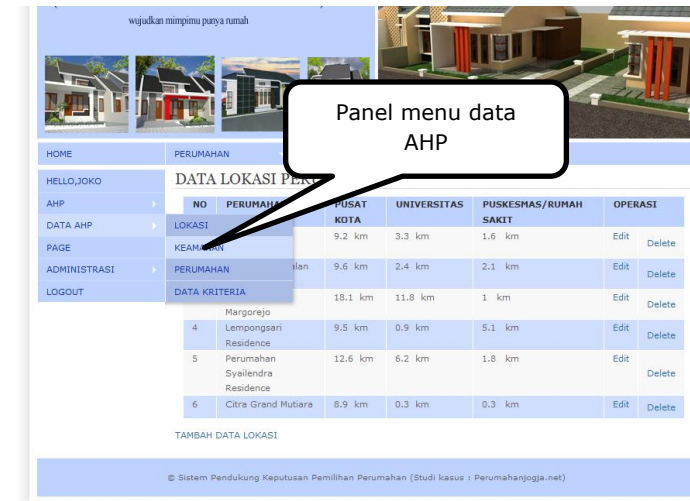 wujudkan mimpimu punya rumah
Panel menu data
AHP
HOME
PERUMAHAN
HELLO,JOKO
AHP
DATA AHP
PAGE
ADMINISTRASI
LOGOUT
LOKASI
KEAMANAN
PERUMAHAN
DATA KRITERIA
DATA LOKASI
NO PERUMAHAN PUSAT KOTA UNIVERSITAS PUSKESMAS/RUMAH SAKIT OPERASI
9.2 km 3.3 km 1.6 km Edit Delete
9.6 km 2.4 km 2.1 km Edit Delete
Margorejo 18.1 km 11.8 km 1 km Edit Delete
4 Lempongsari Residence 9.5 km 0.9 km 5.1 km Edit Delete
5 Perumahan Syailendra Residence 12.6 km 6.2 km 1.8 km Edit Delete
6 Citra Grand Mutiara 8.9 km 0.3 km 0.3 km Edit Delete
TAMBAH DATA LOKASI
© Sistem Pendukung Keputusan Pemilihan Perumahan (Studi kasus : Perumahanjogja.net)